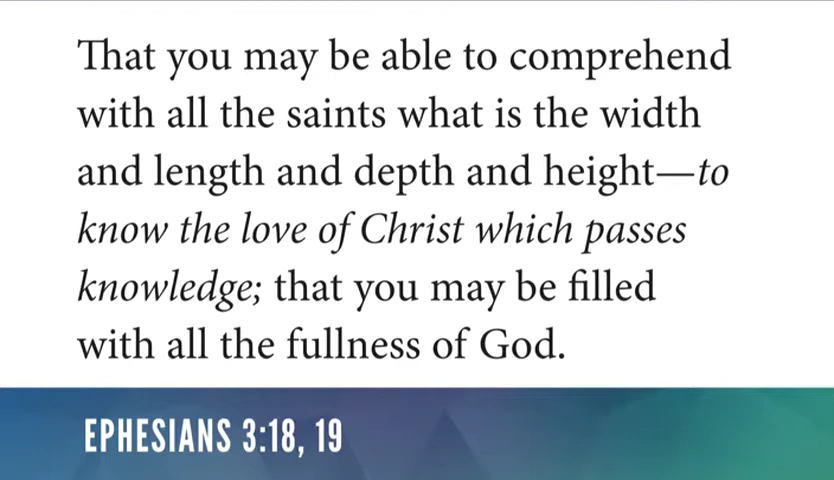 That you may be able to comprehend
with all the saints what is the width
and length and depth and height—to
know the love of Christ which passes
knowledge; that you may be filled
with all the fullness of God.
EPHESIANS 3:18, 19